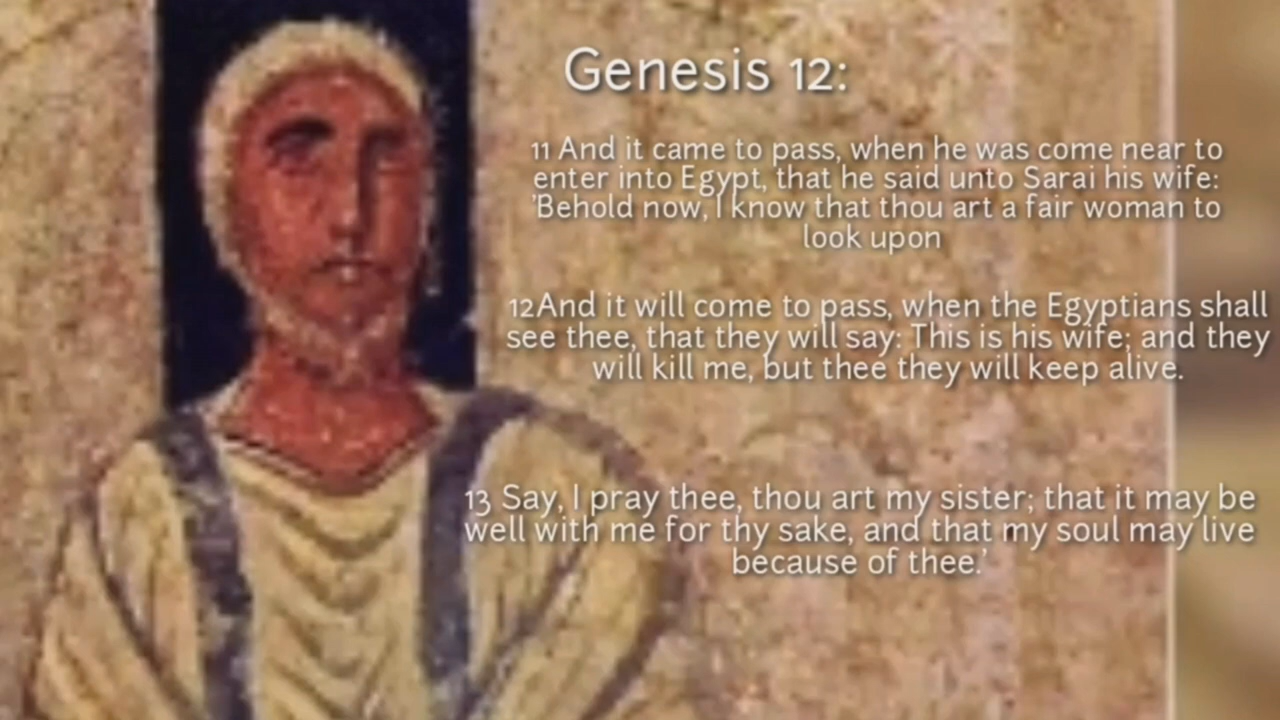 Genesis 12:
11 And it came to pass, when he was come near to
enter into Egypt, that he said unto Sarai his wife:
'Behold now, I know that thou art a fair woman to
look upon
12And it will come to pass, when the Egyptians shall
see thee, that they will say: This is his wife; and they
will kill me, but thee they will keep alive.
13 Say, I pray thee, thou art my sister; that it may be
well with me for thy sake, and that my soul may live
because of thee.'